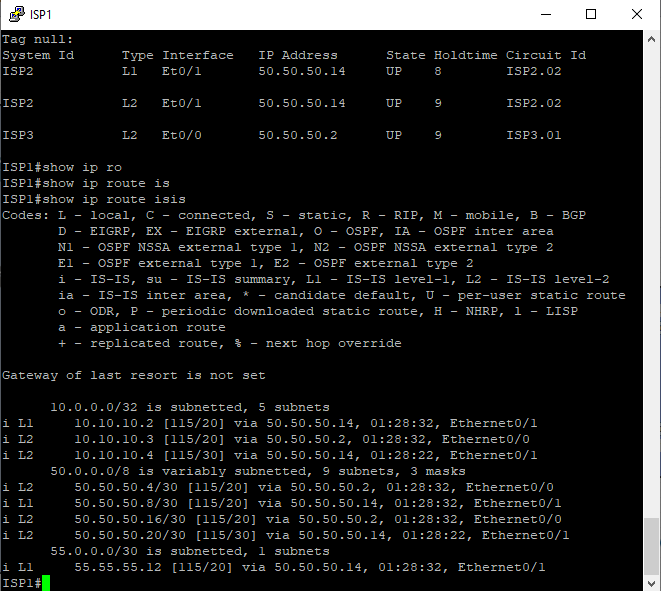 ISP1
Tag null:
System Id      Type Interface   IP Address      State Holdtime Circuit Id
ISP2           L1   Et0/1       50.50.50.14     UP    8        ISP2.02
ISP2           L2   Et0/1       50.50.50.14     UP    9        ISP2.02
ISP3           L2   Et0/0       50.50.50.2      UP    9        ISP3.01
ISP1#show ip ro
ISP1#show ip route is
ISP1#show ip route isis
Codes: L - local, C - connected, S - static, R - RIP, M - mobile, B - BGP
       D - EIGRP, EX - EIGRP external, O - OSPF, IA - OSPF inter area
       N1 - OSPF NSSA external type 1, N2 - OSPF NSSA external type 2
       E1 - OSPF external type 1, E2 - OSPF external type 2
       i - IS-IS, su - IS-IS summary, L1 - IS-IS level-1, L2 - IS-IS level-2
       ia - IS-IS inter area, * - candidate default, U - per-user static route
       o - ODR, P - periodic downloaded static route, H - NHRP, l - LISP
       a - application route
       + - replicated route, % - next hop override
Gateway of last resort is not set
      10.0.0.0/32 is subnetted, 5 subnets
i L1     10.10.10.2 [115/20] via 50.50.50.14, 01:28:32, Ethernet0/1
i L2     10.10.10.3 [115/20] via 50.50.50.2, 01:28:32, Ethernet0/0
i L2     10.10.10.4 [115/30] via 50.50.50.14, 01:28:22, Ethernet0/1
      50.0.0.0/8 is variably subnetted, 9 subnets, 3 masks
i L2     50.50.50.4/30 [115/20] via 50.50.50.2, 01:28:32, Ethernet0/0
i L1     50.50.50.8/30 [115/20] via 50.50.50.14, 01:28:32, Ethernet0/1
i L2     50.50.50.16/30 [115/20] via 50.50.50.2, 01:28:32, Ethernet0/0
i L2     50.50.50.20/30 [115/30] via 50.50.50.14, 01:28:22, Ethernet0/1
      55.0.0.0/30 is subnetted, 1 subnets
i L1     55.55.55.12 [115/20] via 50.50.50.14, 01:28:32, Ethernet0/1
ISP1#